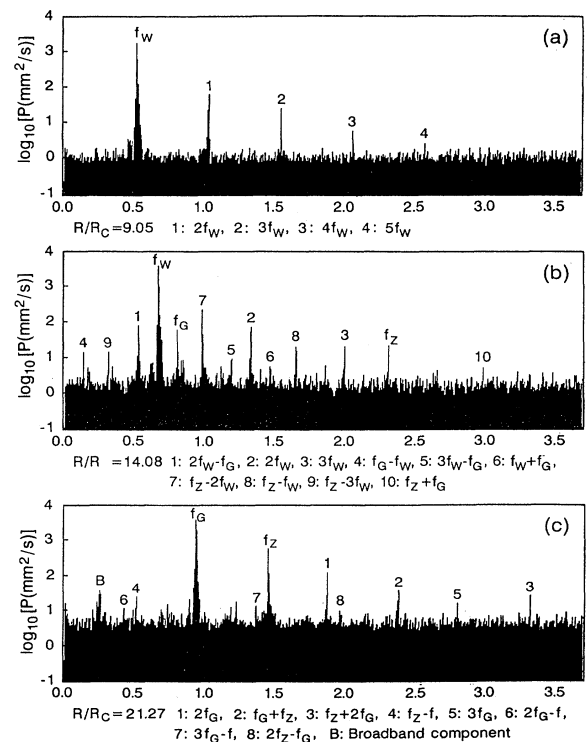 (a)
log10[P(mm2/s)]
4
3
2
1
0
-1
fW
1
2
3
4
0.0 0.5 1.0 1.5 2.0 2.5 3.0 3.5
R/RC=9.05 1: 2fW, 2: 3fW, 3: 4fW, 4: 5fW
(b)
log10[P(mm2/s)]
4
3
2
1
0
-1
4 9 1 fW fG 7 5 2 6 8 3 fZ 10
0.0 0.5 1.0 1.5 2.0 2.5 3.0 3.5
R/R =14.08 1: 2fW-fG, 2: 2fW, 3: 3fW, 4: fG-fW, 5: 3fW-fG, 6: fW+fG,
7: fZ-2fW, 8: fZ-fW, 9: fZ-3fW, 10: fZ+fG
(c)
log10[P(mm2/s)]
4
3
2
1
0
-1
B 6 4 fG 7 fZ 1 8 2 5 3
0.0 0.5 1.0 1.5 2.0 2.5 3.0 3.5
R/RC=21.27 1: 2fG, 2: fG+fZ, 3: fZ+2fG, 4: fZ-f, 5: 3fG, 6: 2fG-f,
7: 3fG-f, 8: 2fZ-fG, B: Broadband component